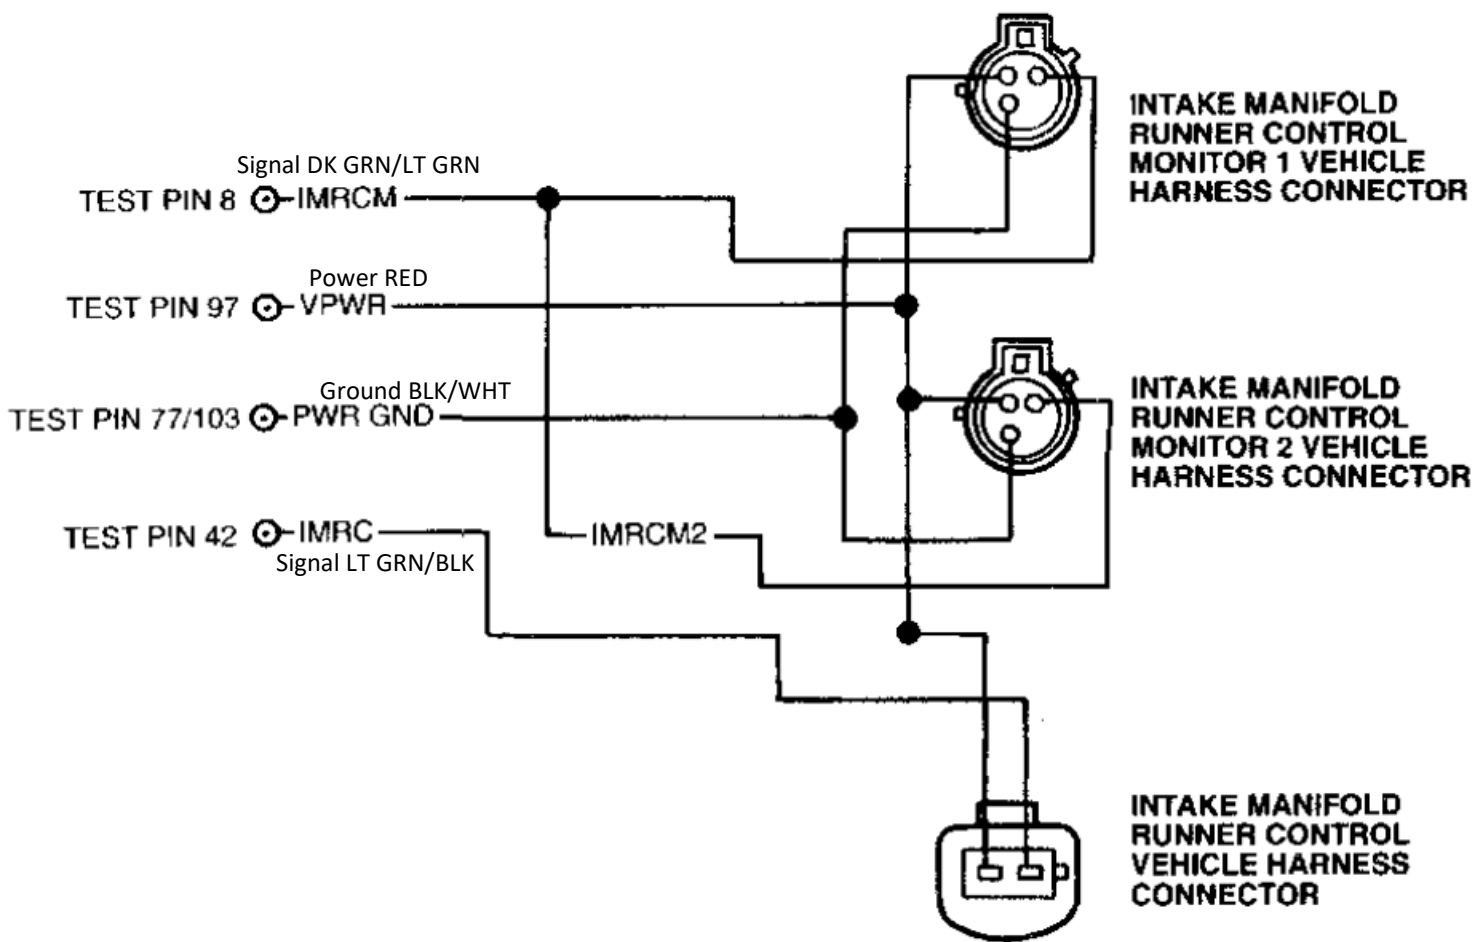 INTAKE MANIFOLD
RUNNER CONTROL
MONITOR 1 VEHICLE
HARNESS CONNECTOR
Signal DK GRN/LT GRN
TEST PIN 8 IMRCM
Power RED
TEST PIN 97 VPWR
Ground BLK/WHT
TEST PIN 77/103 PWR GND
INTAKE MANIFOLD
RUNNER CONTROL
MONITOR 2 VEHICLE
HARNESS CONNECTOR
TEST PIN 42 IMRC
IMRCM2
Signal LT GRN/BLK
INTAKE MANIFOLD
RUNNER CONTROL
VEHICLE HARNESS
CONNECTOR